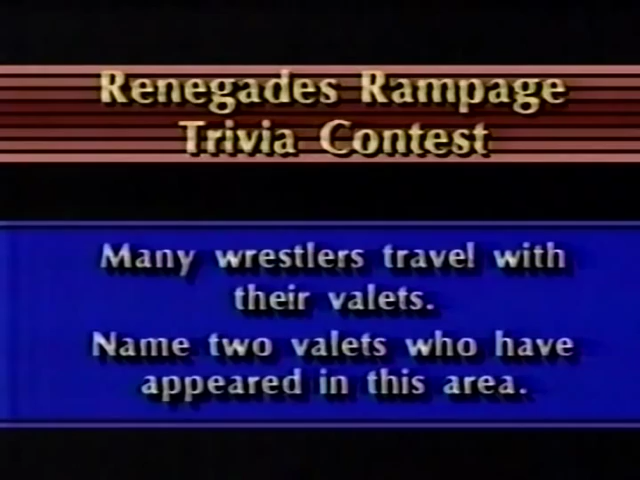 Renegades Rampage
Trivia Contest
Many wrestlers travel with
their valets.
Name two valets who have
appeared in this area.